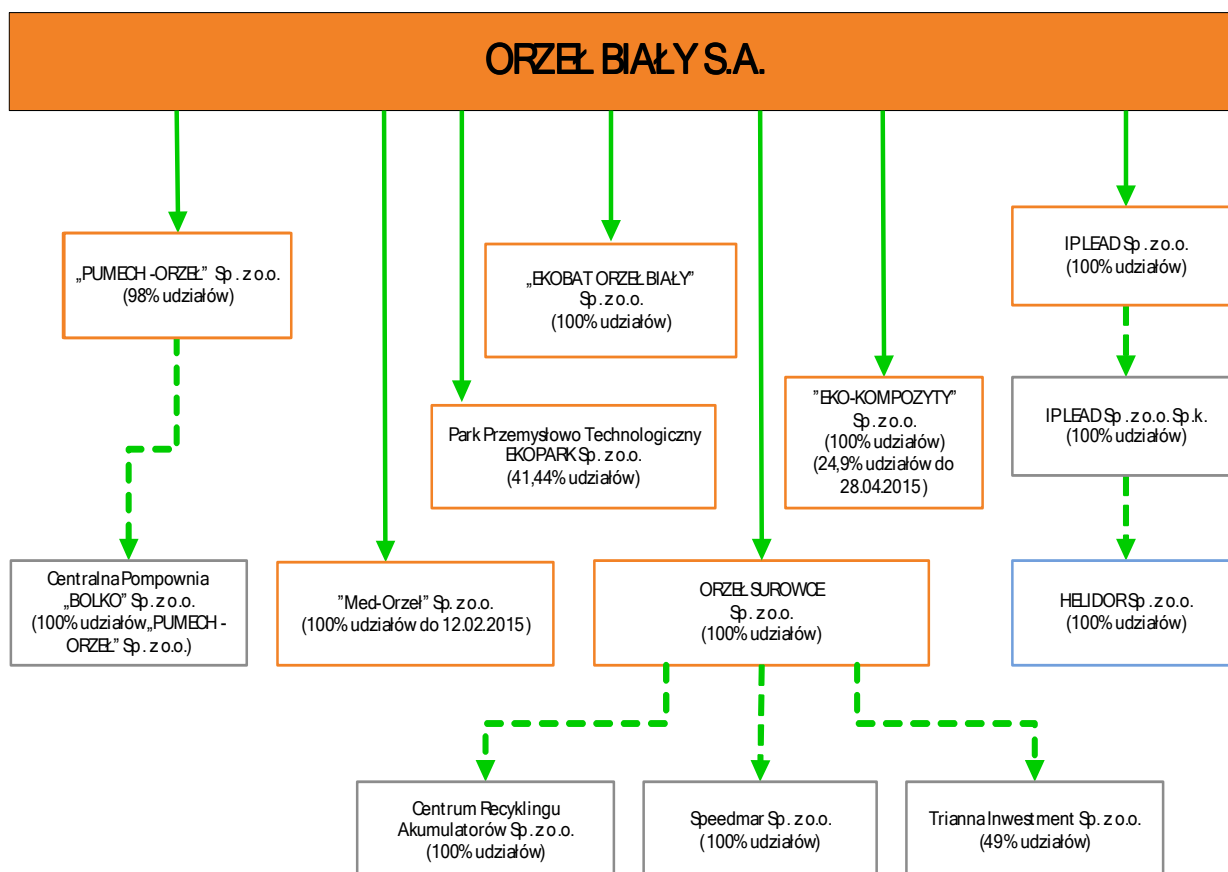 ORZEŁ BIAŁY S.A.
„PUMECH -ORZEŁ” Sp. z o.o.
(98% udziałów)
„EKOBAT ORZEŁ BIAŁY”
Sp. z o.o.
(100% udziałów)
IP LEAD Sp. z o.o.
(100% udziałów)
Park Przemysłowo Technologiczny
EKOPARK Sp. z o.o.
(41,44% udziałów)
”EKO-KOMPOZYTY”
Sp. z o.o.
(100% udziałów)
(24,9% udziałów do
28.04.2015)
IP LEAD Sp. z o.o. Sp.k.
(100% udziałów)
Centralna Pompownia
„BOLKO” Sp. z o.o.
(100% udziałów „PUMECH -
ORZEŁ” Sp. z o.o.)
”Med-Orzeł” Sp. z o.o.
(100% udziałów do 12.02.2015)
ORZEŁ SUROWCE
Sp. z o.o.
(100% udziałów)
HELIDOR Sp. z o.o.
(100% udziałów)
Centrum Recyklingu
Akumulatorów Sp. z o.o.
(100% udziałów)
Speedmar Sp. z o.o.
(100% udziałów)
Trianna Inwestment Sp. z o.o.
(49% udziałów)